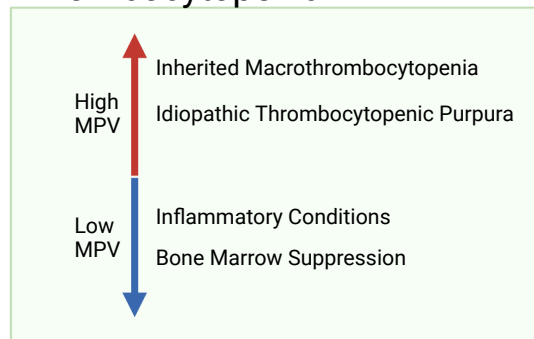 High
MPV
Inherited Macrothrombocytopenia
Idiopathic Thrombocytopenic Purpura
Low
MPV
Inflammatory Conditions
Bone Marrow Suppression